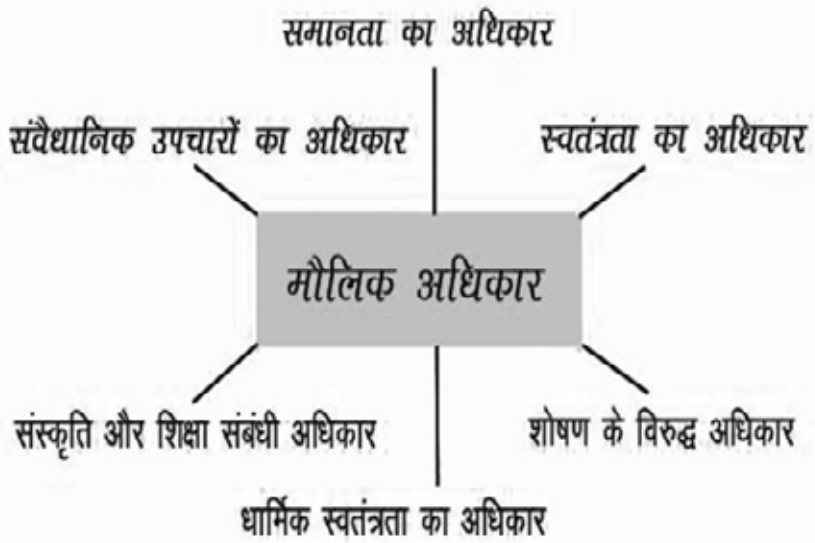 समानता का अधिकार
संवैधानिक उपचारों का अधिकार
स्वतंत्रता का अधिकार
मौलिक अधिकार
संस्कृति और शिक्षा संबंधी अधिकार
शोषण के विरुद्ध अधिकार
धार्मिक स्वतंत्रता का अधिकार